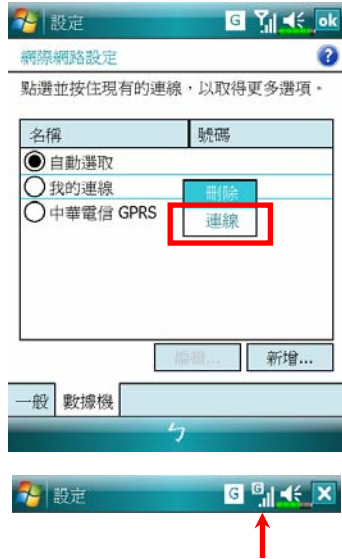 設定 G ok
網際網路設定 ?
點選並按住現有的連線，以取得更多選項。
名稱 號碼
自動選取
我的連線
中華電信 GPRS
刪除
連線
編輯... 新增...
一般 數據機
ㄅ
設定 G G